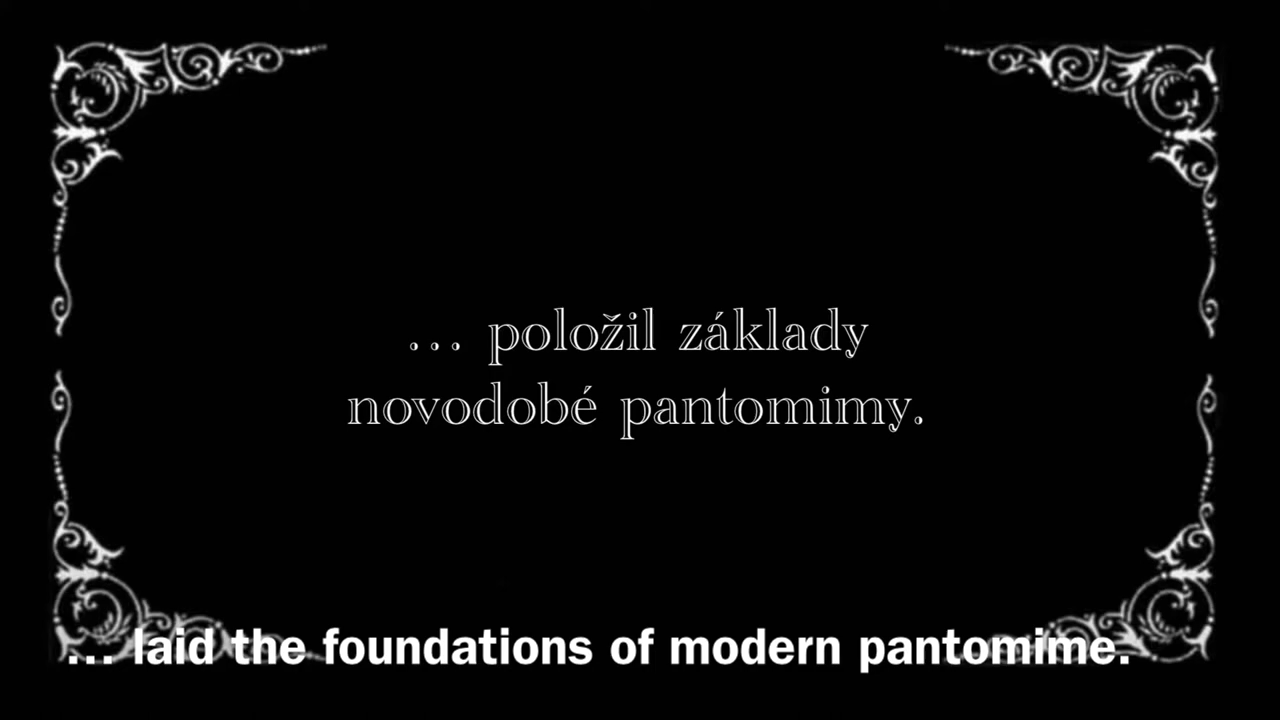 … položil základy
novodobé pantomimy.
… laid the foundations of modern pantomime.